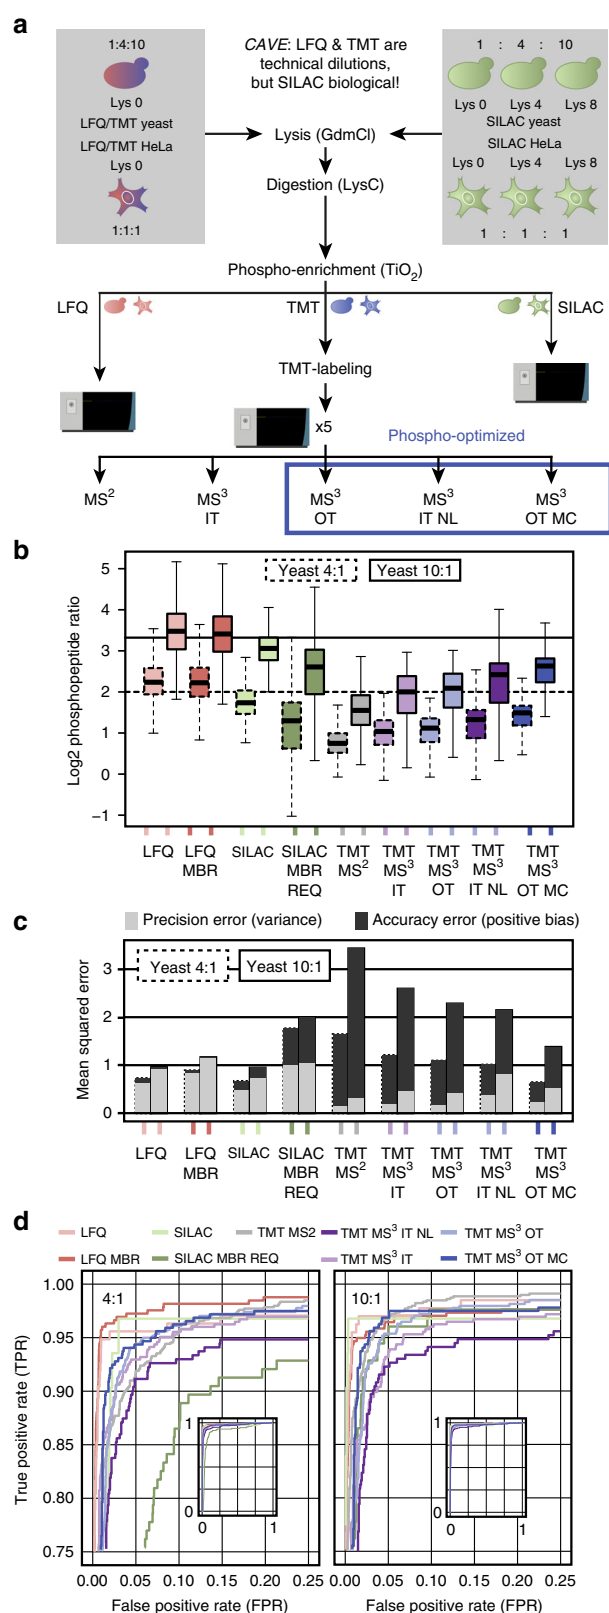 a
1:4:10
Lys 0
LFQ/TMT yeast
LFQ/TMT HeLa
Lys 0
1:1:1
CAVE: LFQ & TMT are
technical dilutions,
but SILAC biological!
1 : 4 : 10
Lys 0 Lys 4 Lys 8
SILAC yeast
SILAC HeLa
Lys 0 Lys 4 Lys 8
1 : 1 : 1
Lysis (GdmCl)
Digestion (LysC)
Phospho-enrichment (TiO₂)
LFQ
TMT
SILAC
TMT-labeling
x5
Phospho-optimized
MS²
MS³
IT
MS³
OT
MS³
IT NL
MS³
OT MC
b
Yeast 4:1
Yeast 10:1
Log2 phosphopeptide ratio
5
4
3
2
1
0
−1
LFQ
LFQ
MBR
SILAC
SILAC
MBR
REQ
TMT
MS²
TMT
MS³
IT
TMT
MS³
OT
TMT
MS³
IT NL
TMT
MS³
OT MC
c
Precision error (variance)
Accuracy error (positive bias)
Yeast 4:1
Yeast 10:1
Mean squared error
3
2
1
0
LFQ
LFQ
MBR
SILAC
SILAC
MBR
REQ
TMT
MS²
TMT
MS³
IT
TMT
MS³
OT
TMT
MS³
IT NL
TMT
MS³
OT MC
d
LFQ SILAC TMT MS2 TMT MS³ IT NL TMT MS³ OT
LFQ MBR SILAC MBR REQ TMT MS³ IT TMT MS³ OT MC
True positive rate (TPR)
1.00
0.95
0.90
0.85
0.80
0.75
4:1
1
0
0 1
0.00 0.05 0.10 0.15 0.20 0.25
False positive rate (FPR)
10:1
1
0
0 1
0.00 0.05 0.10 0.15 0.20 0.25
False positive rate (FPR)